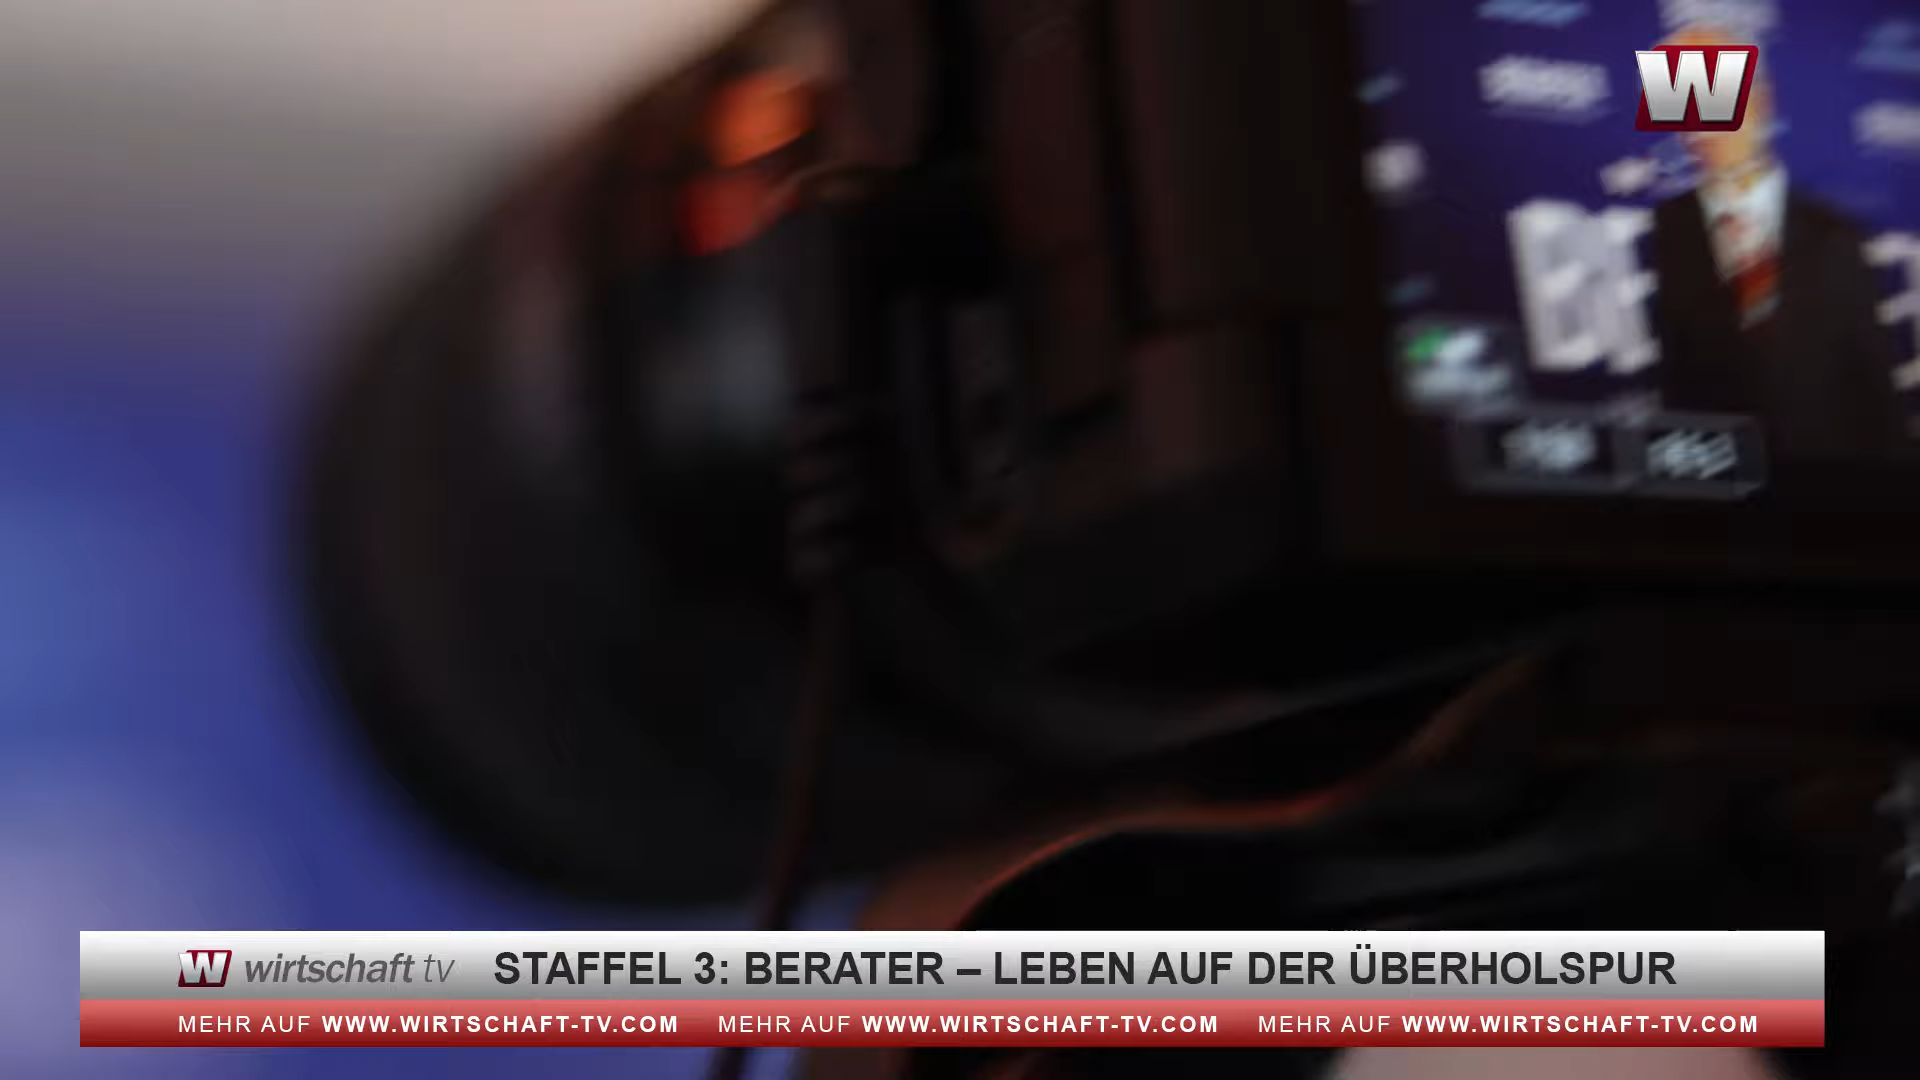 W
W wirtschaft tv STAFFEL 3: BERATER – LEBEN AUF DER ÜBERHOLSPUR
MEHR AUF WWW.WIRTSCHAFT-TV.COM MEHR AUF WWW.WIRTSCHAFT-TV.COM MEHR AUF WWW.WIRTSCHAFT-TV.COM